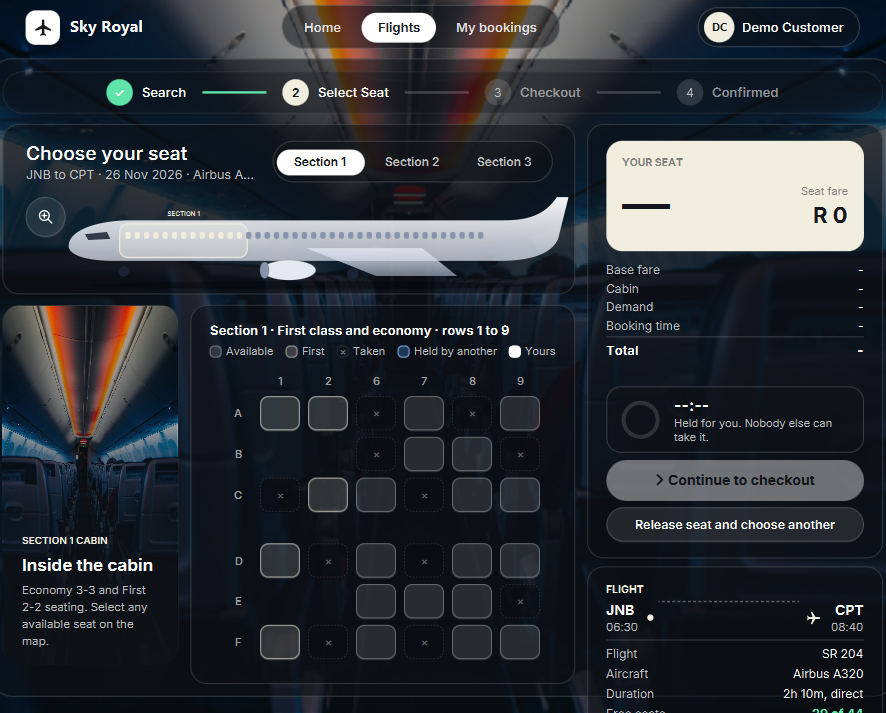 Sky Royal
Home
Flights
My bookings
DC
Demo Customer
Search
2
Select Seat
3
Checkout
4
Confirmed
Choose your seat
JNB to CPT · 26 Nov 2026 · Airbus A...
Section 1
Section 2
Section 3
SECTION 1
SECTION 1 CABIN
Inside the cabin
Economy 3-3 and First
2-2 seating. Select any
available seat on the
map.
Section 1 · First class and economy · rows 1 to 9
Available
First
Taken
Held by another
Yours
1 2 6 7 8 9
A
B
C
D
E
F
YOUR SEAT
Seat fare
R 0
Base fare -
Cabin -
Demand -
Booking time -
Total -
--:--
Held for you. Nobody else can
take it.
Continue to checkout
Release seat and choose another
FLIGHT
JNB CPT
06:30 08:40
Flight SR 204
Aircraft Airbus A320
Duration 2h 10m, direct
Free seats 29 of 44